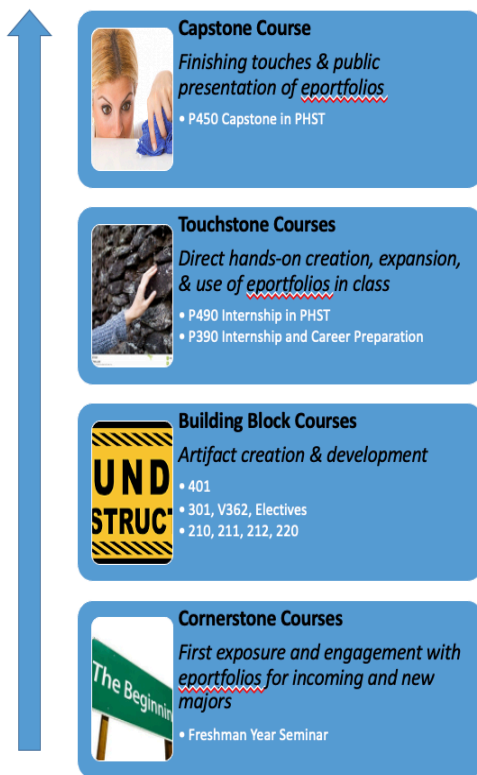 Capstone Course
Finishing touches & public
presentation of eportfolios
• P450 Capstone in PHST
Touchstone Courses
Direct hands-on creation, expansion,
& use of eportfolios in class
• P490 Internship in PHST
• P390 Internship and Career Preparation
UND
STRUCT
Building Block Courses
Artifact creation & development
• 401
• 301, V362, Electives
• 210, 211, 212, 220
The Beginnin
Cornerstone Courses
First exposure and engagement with
eportfolios for incoming and new
majors
• Freshman Year Seminar